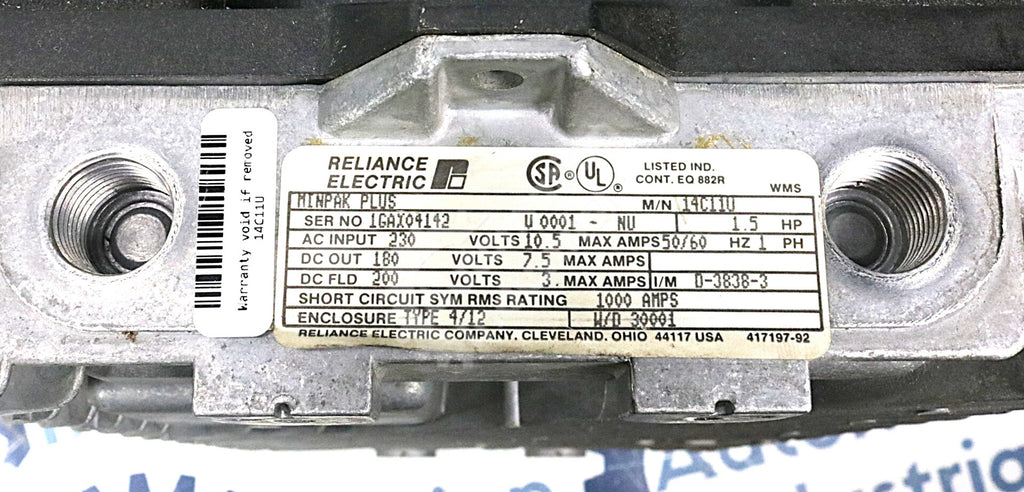 Warranty void if removed
14C11U
RELIANCE
ELECTRIC
SA ® UL ®
LISTED IND.
CONT. EQ 882R
WMS
MINPAK PLUS M/N 14C11U
SER NO 1GAX04142 W 0001 - NU 1.5 HP
AC INPUT 230 VOLTS 10.5 MAX AMPS 50/60 HZ 1 PH
DC OUT 180 VOLTS 7.5 MAX AMPS
DC FLD 200 VOLTS 3. MAX AMPS I/M D-3838-3
SHORT CIRCUIT SYM RMS RATING 1000 AMPS
ENCLOSURE TYPE 4/12 W/D 30001
RELIANCE ELECTRIC COMPANY, CLEVELAND, OHIO 44117 USA 417197-92